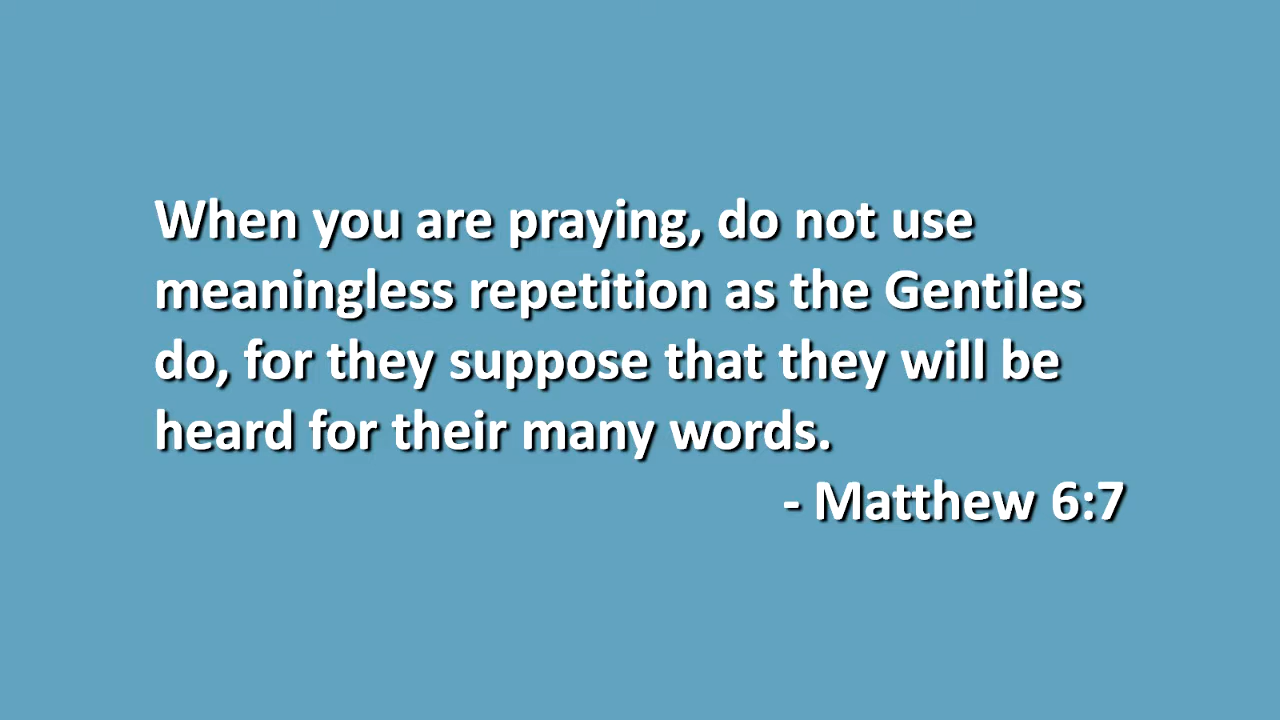 When you are praying, do not use
meaningless repetition as the Gentiles
do, for they suppose that they will be
heard for their many words.
- Matthew 6:7